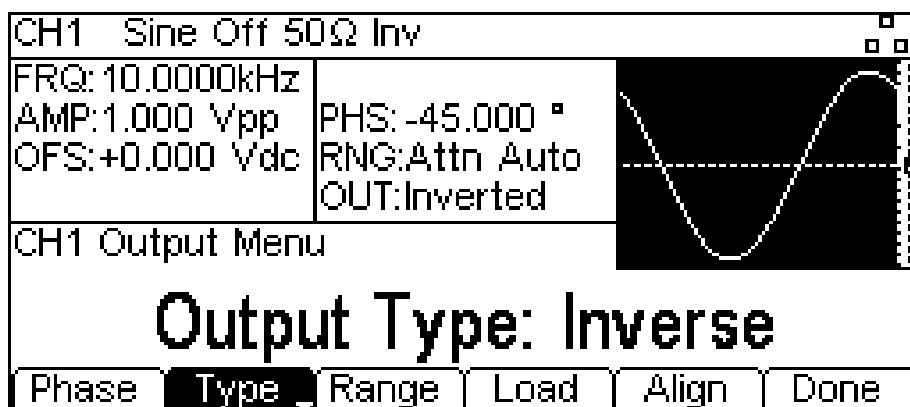 CH1 Sine Off 50Ω Inv
FRQ:10.0000kHz
AMP:1.000 Vpp
OFS:+0.000 Vdc
PHS:-45.000 °
RNG:Attn Auto
OUT:Inverted
CH1 Output Menu
Output Type: Inverse
Phase Type Range Load Align Done